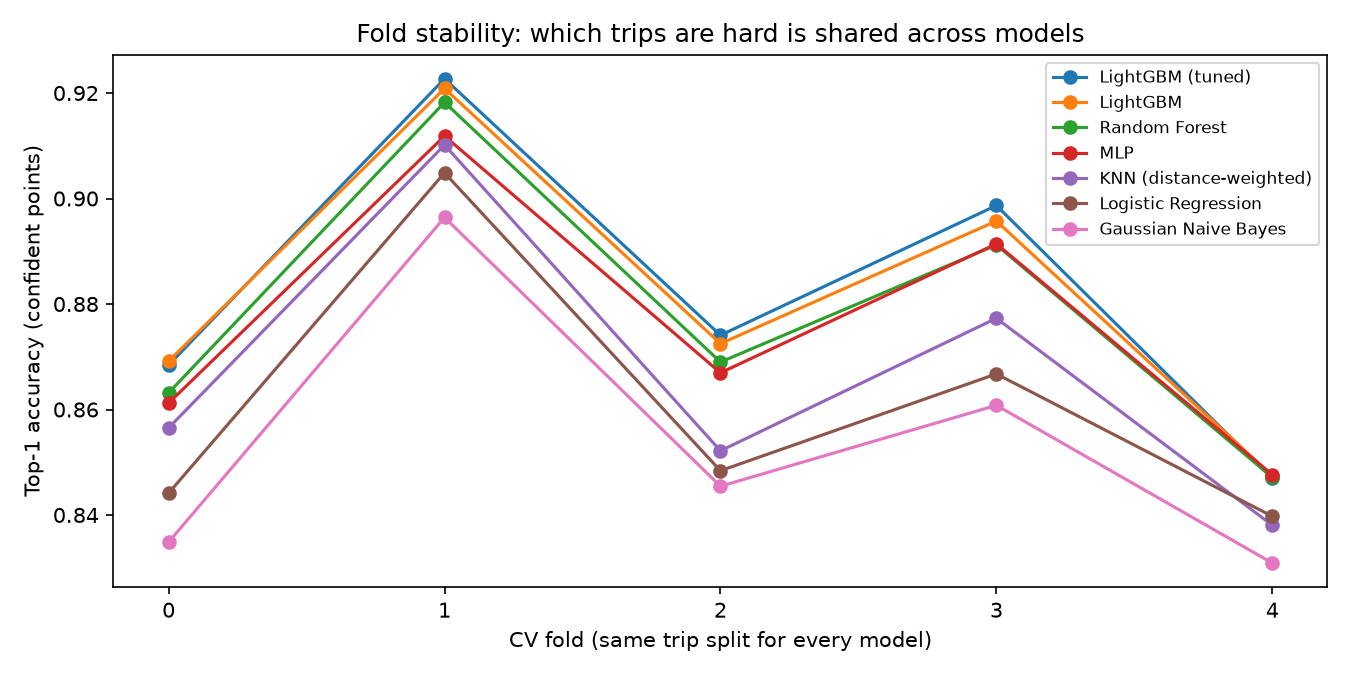 Fold stability: which trips are hard is shared across models
Top-1 accuracy (confident points)
0.92
0.90
0.88
0.86
0.84
LightGBM (tuned)
LightGBM
Random Forest
MLP
KNN (distance-weighted)
Logistic Regression
Gaussian Naive Bayes
0 1 2 3 4
CV fold (same trip split for every model)